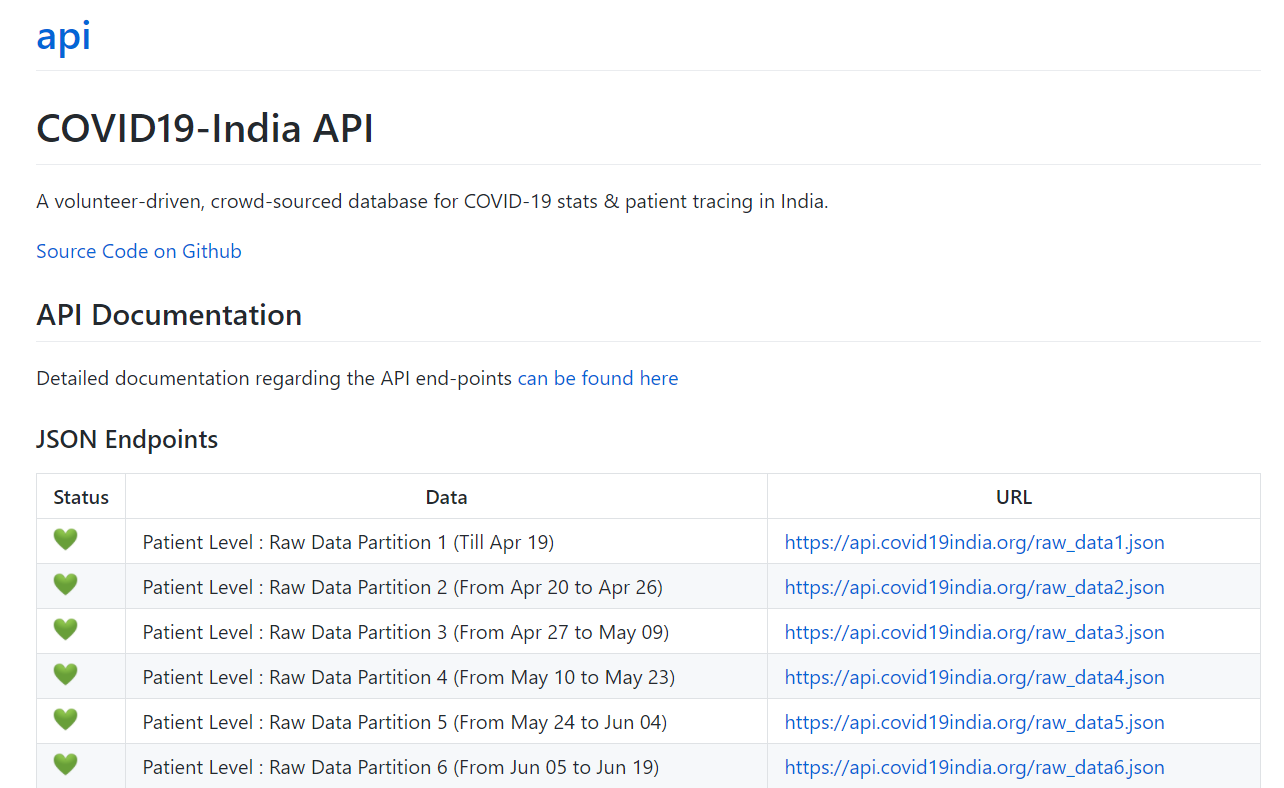 api
COVID19-India API
A volunteer-driven, crowd-sourced database for COVID-19 stats & patient tracing in India.
Source Code on Github
API Documentation
Detailed documentation regarding the API end-points can be found here
JSON Endpoints
Status Data URL
💚 Patient Level : Raw Data Partition 1 (Till Apr 19) https://api.covid19india.org/raw_data1.json
💚 Patient Level : Raw Data Partition 2 (From Apr 20 to Apr 26) https://api.covid19india.org/raw_data2.json
💚 Patient Level : Raw Data Partition 3 (From Apr 27 to May 09) https://api.covid19india.org/raw_data3.json
💚 Patient Level : Raw Data Partition 4 (From May 10 to May 23) https://api.covid19india.org/raw_data4.json
💚 Patient Level : Raw Data Partition 5 (From May 24 to Jun 04) https://api.covid19india.org/raw_data5.json
💚 Patient Level : Raw Data Partition 6 (From Jun 05 to Jun 19) https://api.covid19india.org/raw_data6.json